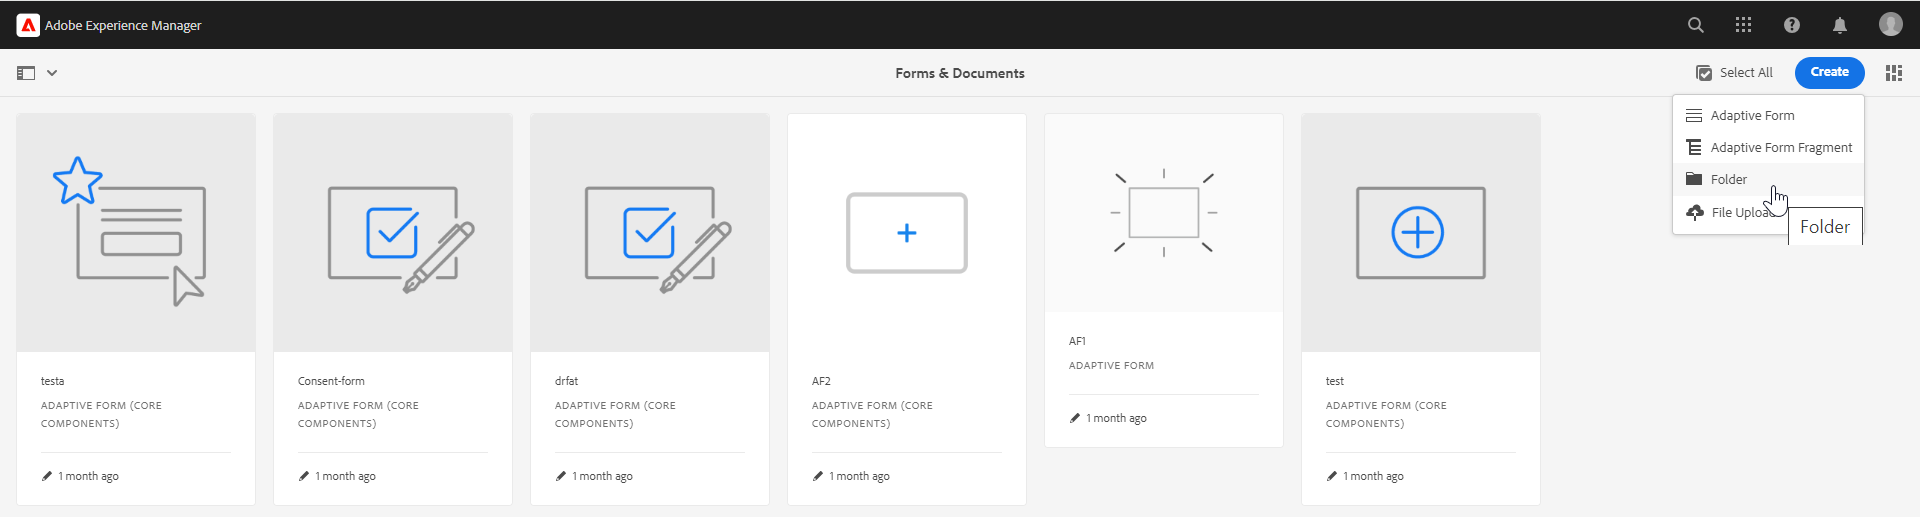 Adobe Experience Manager
Forms & Documents
Select All
Create
Adaptive Form
Adaptive Form Fragment
Folder
File Upload
Folder
testa
ADAPTIVE FORM (CORE
COMPONENTS)
1 month ago
Consent-form
ADAPTIVE FORM (CORE
COMPONENTS)
1 month ago
drfat
ADAPTIVE FORM (CORE
COMPONENTS)
1 month ago
AF2
ADAPTIVE FORM (CORE
COMPONENTS)
1 month ago
AF1
ADAPTIVE FORM
1 month ago
test
ADAPTIVE FORM (CORE
COMPONENTS)
1 month ago